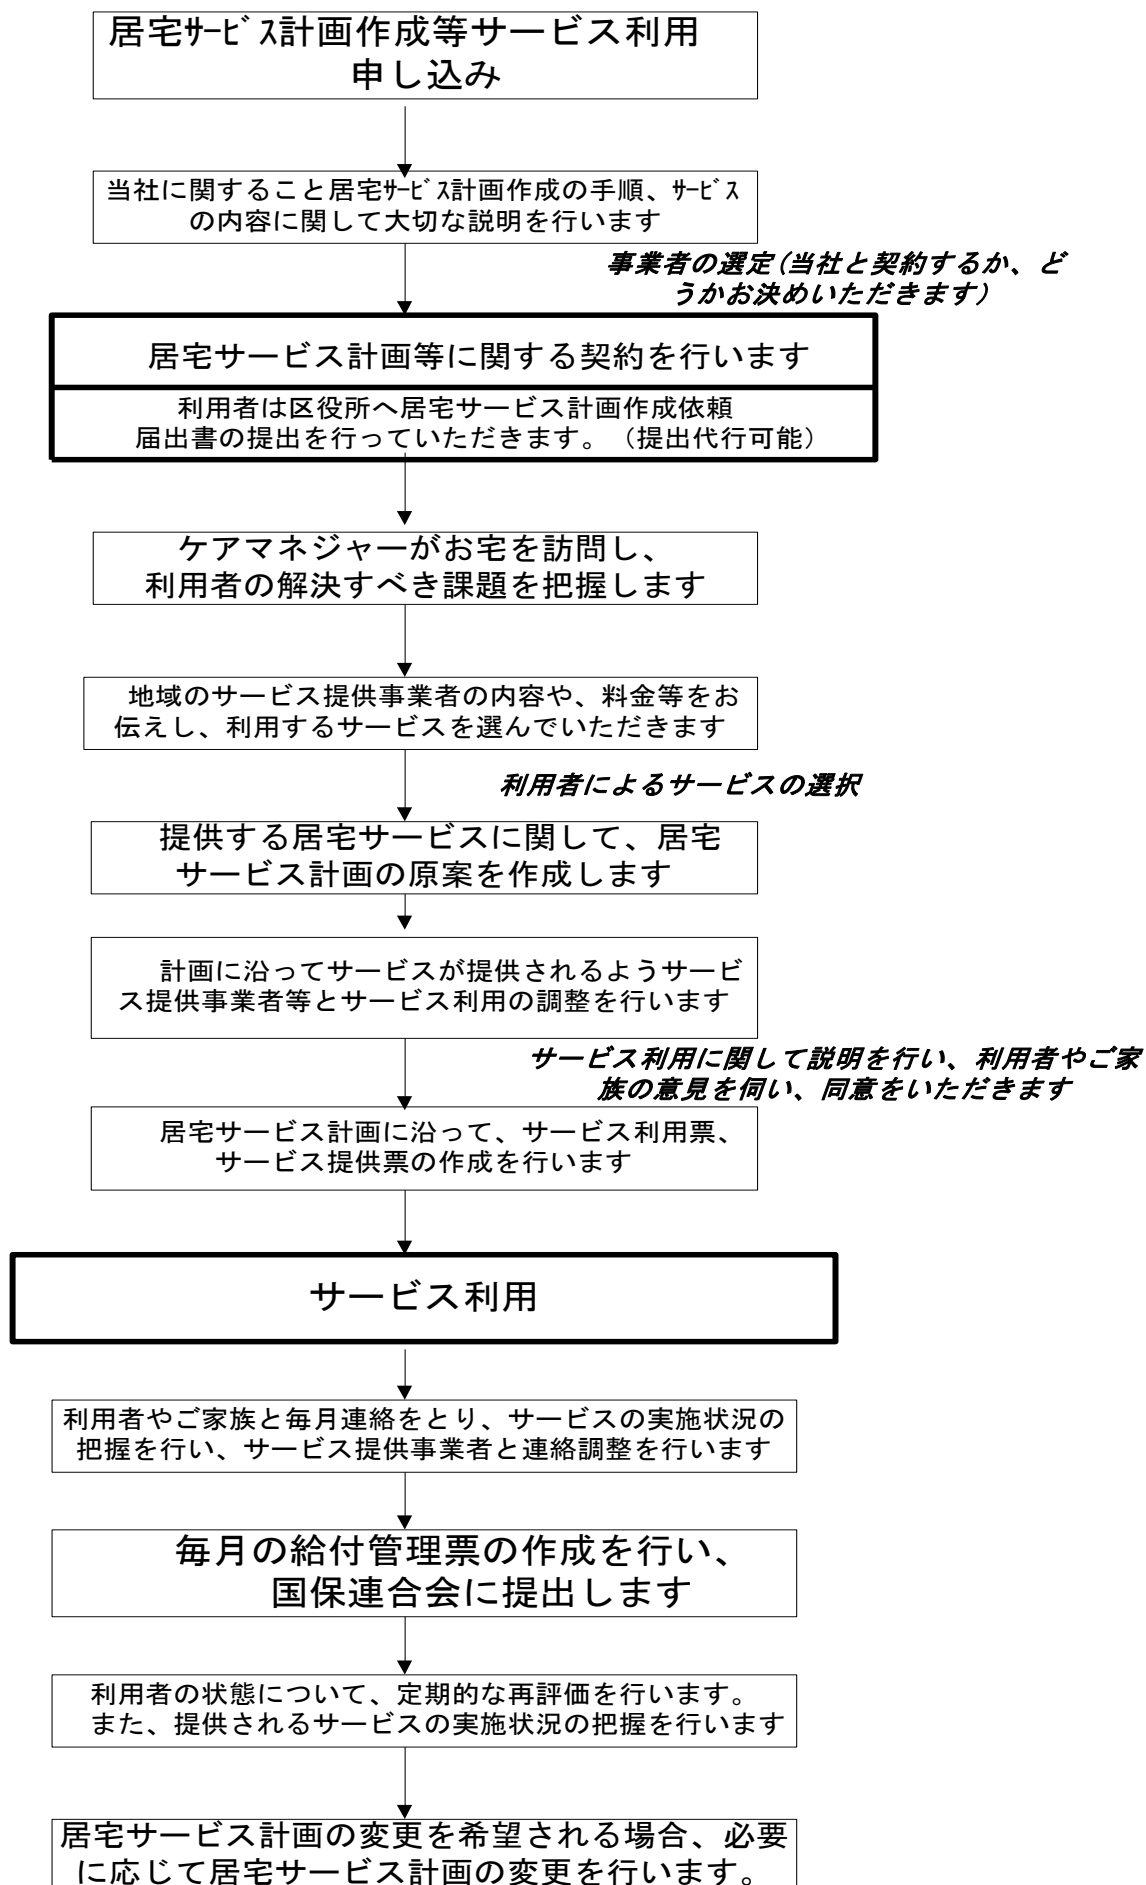 居宅ｻｰﾋﾞｽ計画作成等サービス利用
申し込み
当社に関すること居宅ｻｰﾋﾞｽ計画作成の手順、ｻｰﾋﾞｽ
の内容に関して大切な説明を行います
事業者の選定(当社と契約するか、ど
うかお決めいただきます)
居宅サービス計画等に関する契約を行います
利用者は区役所へ居宅サービス計画作成依頼
届出書の提出を行っていただきます。（提出代行可能）
ケアマネジャーがお宅を訪問し、
利用者の解決すべき課題を把握します
地域のサービス提供事業者の内容や、料金等をお
伝えし、利用するサービスを選んでいただきます
利用者によるサービスの選択
提供する居宅サービスに関して、居宅
サービス計画の原案を作成します
計画に沿ってサービスが提供されるようサービ
ス提供事業者等とサービス利用の調整を行います
サービス利用に関して説明を行い、利用者やご家
族の意見を伺い、同意をいただきます
居宅サービス計画に沿って、サービス利用票、
サービス提供票の作成を行います
サービス利用
利用者やご家族と毎月連絡をとり、サービスの実施状況の
把握を行い、サービス提供事業者と連絡調整を行います
毎月の給付管理票の作成を行い、
国保連合会に提出します
利用者の状態について、定期的な再評価を行います。
また、提供されるサービスの実施状況の把握を行います
居宅サービス計画の変更を希望される場合、必要
に応じて居宅サービス計画の変更を行います。